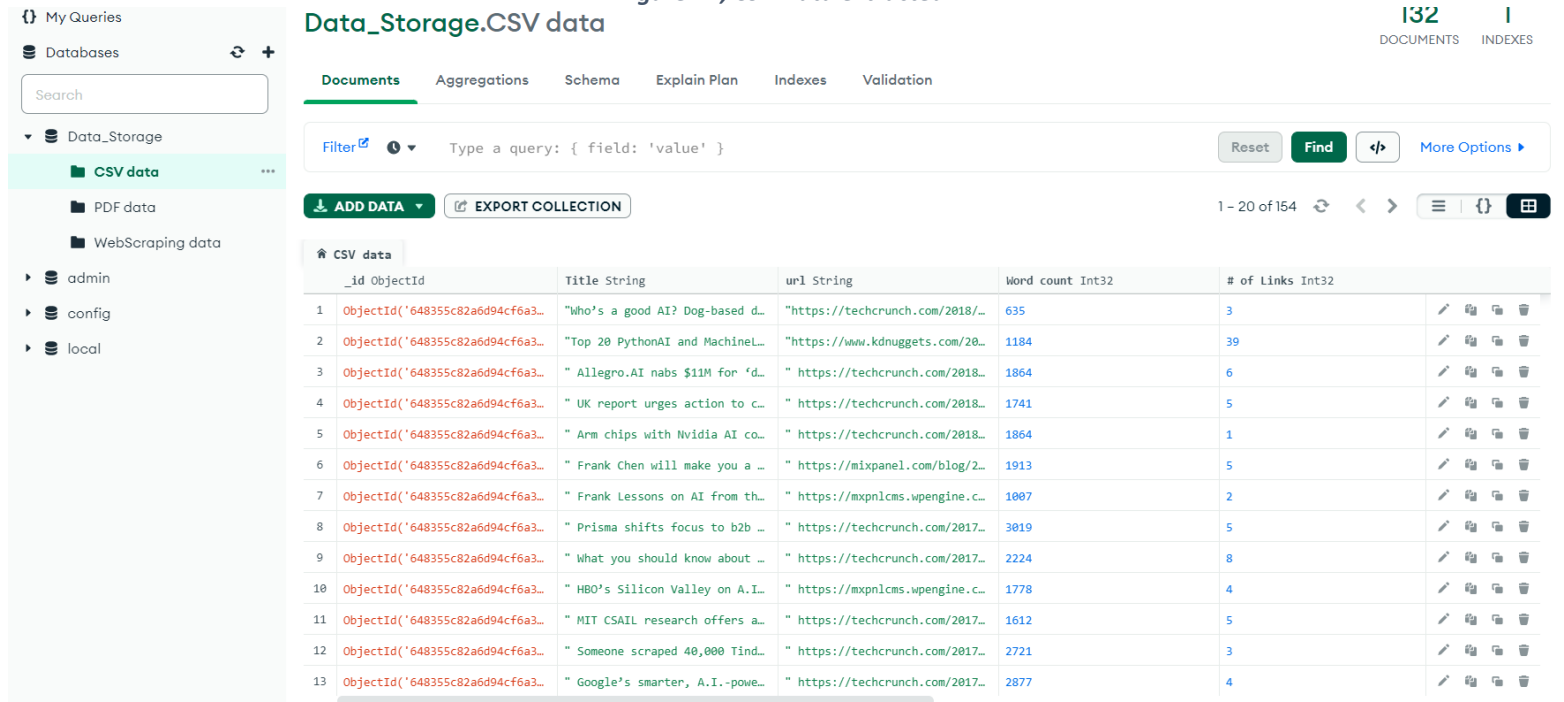 {} My Queries
Data_Storage.CSV data
132
1
DOCUMENTS
INDEXES
Databases
Search
Data_Storage
CSV data
PDF data
WebScraping data
admin
config
local
Documents Aggregations Schema Explain Plan Indexes Validation
Filter Type a query: { field: 'value' } Reset Find </> More Options
ADD DATA EXPORT COLLECTION 1 – 20 of 154 {}
CSV data
_id ObjectId Title String url String Word count Int32 # of Links Int32
1 ObjectId('648355c82a6d94cf6a3… "Who’s a good AI? Dog-based d… "https://techcrunch.com/2018/… 635 3
2 ObjectId('648355c82a6d94cf6a3… "Top 20 PythonAI and MachineL… "https://www.kdnuggets.com/20… 1184 39
3 ObjectId('648355c82a6d94cf6a3… " Allegro.AI nabs $11M for ‘d… " https://techcrunch.com/2018… 1864 6
4 ObjectId('648355c82a6d94cf6a3… " UK report urges action to c… " https://techcrunch.com/2018… 1741 5
5 ObjectId('648355c82a6d94cf6a3… " Arm chips with Nvidia AI co… " https://techcrunch.com/2018… 1864 1
6 ObjectId('648355c82a6d94cf6a3… " Frank Chen will make you a … " https://mixpanel.com/blog/2… 1913 5
7 ObjectId('648355c82a6d94cf6a3… " Frank Lessons on AI from th… " https://mxpnlcms.wpengine.c… 1007 2
8 ObjectId('648355c82a6d94cf6a3… " Prisma shifts focus to b2b … " https://techcrunch.com/2017… 3019 5
9 ObjectId('648355c82a6d94cf6a3… " What you should know about … " https://techcrunch.com/2017… 2224 8
10 ObjectId('648355c82a6d94cf6a3… " HBO’s Silicon Valley on A.I… " https://mxpnlcms.wpengine.c… 1778 4
11 ObjectId('648355c82a6d94cf6a3… " MIT CSAIL research offers a… " https://techcrunch.com/2017… 1612 5
12 ObjectId('648355c82a6d94cf6a3… " Someone scraped 40,000 Tind… " https://techcrunch.com/2017… 2721 3
13 ObjectId('648355c82a6d94cf6a3… " Google’s smarter, A.I.-powe… " https://techcrunch.com/2017… 2877 4